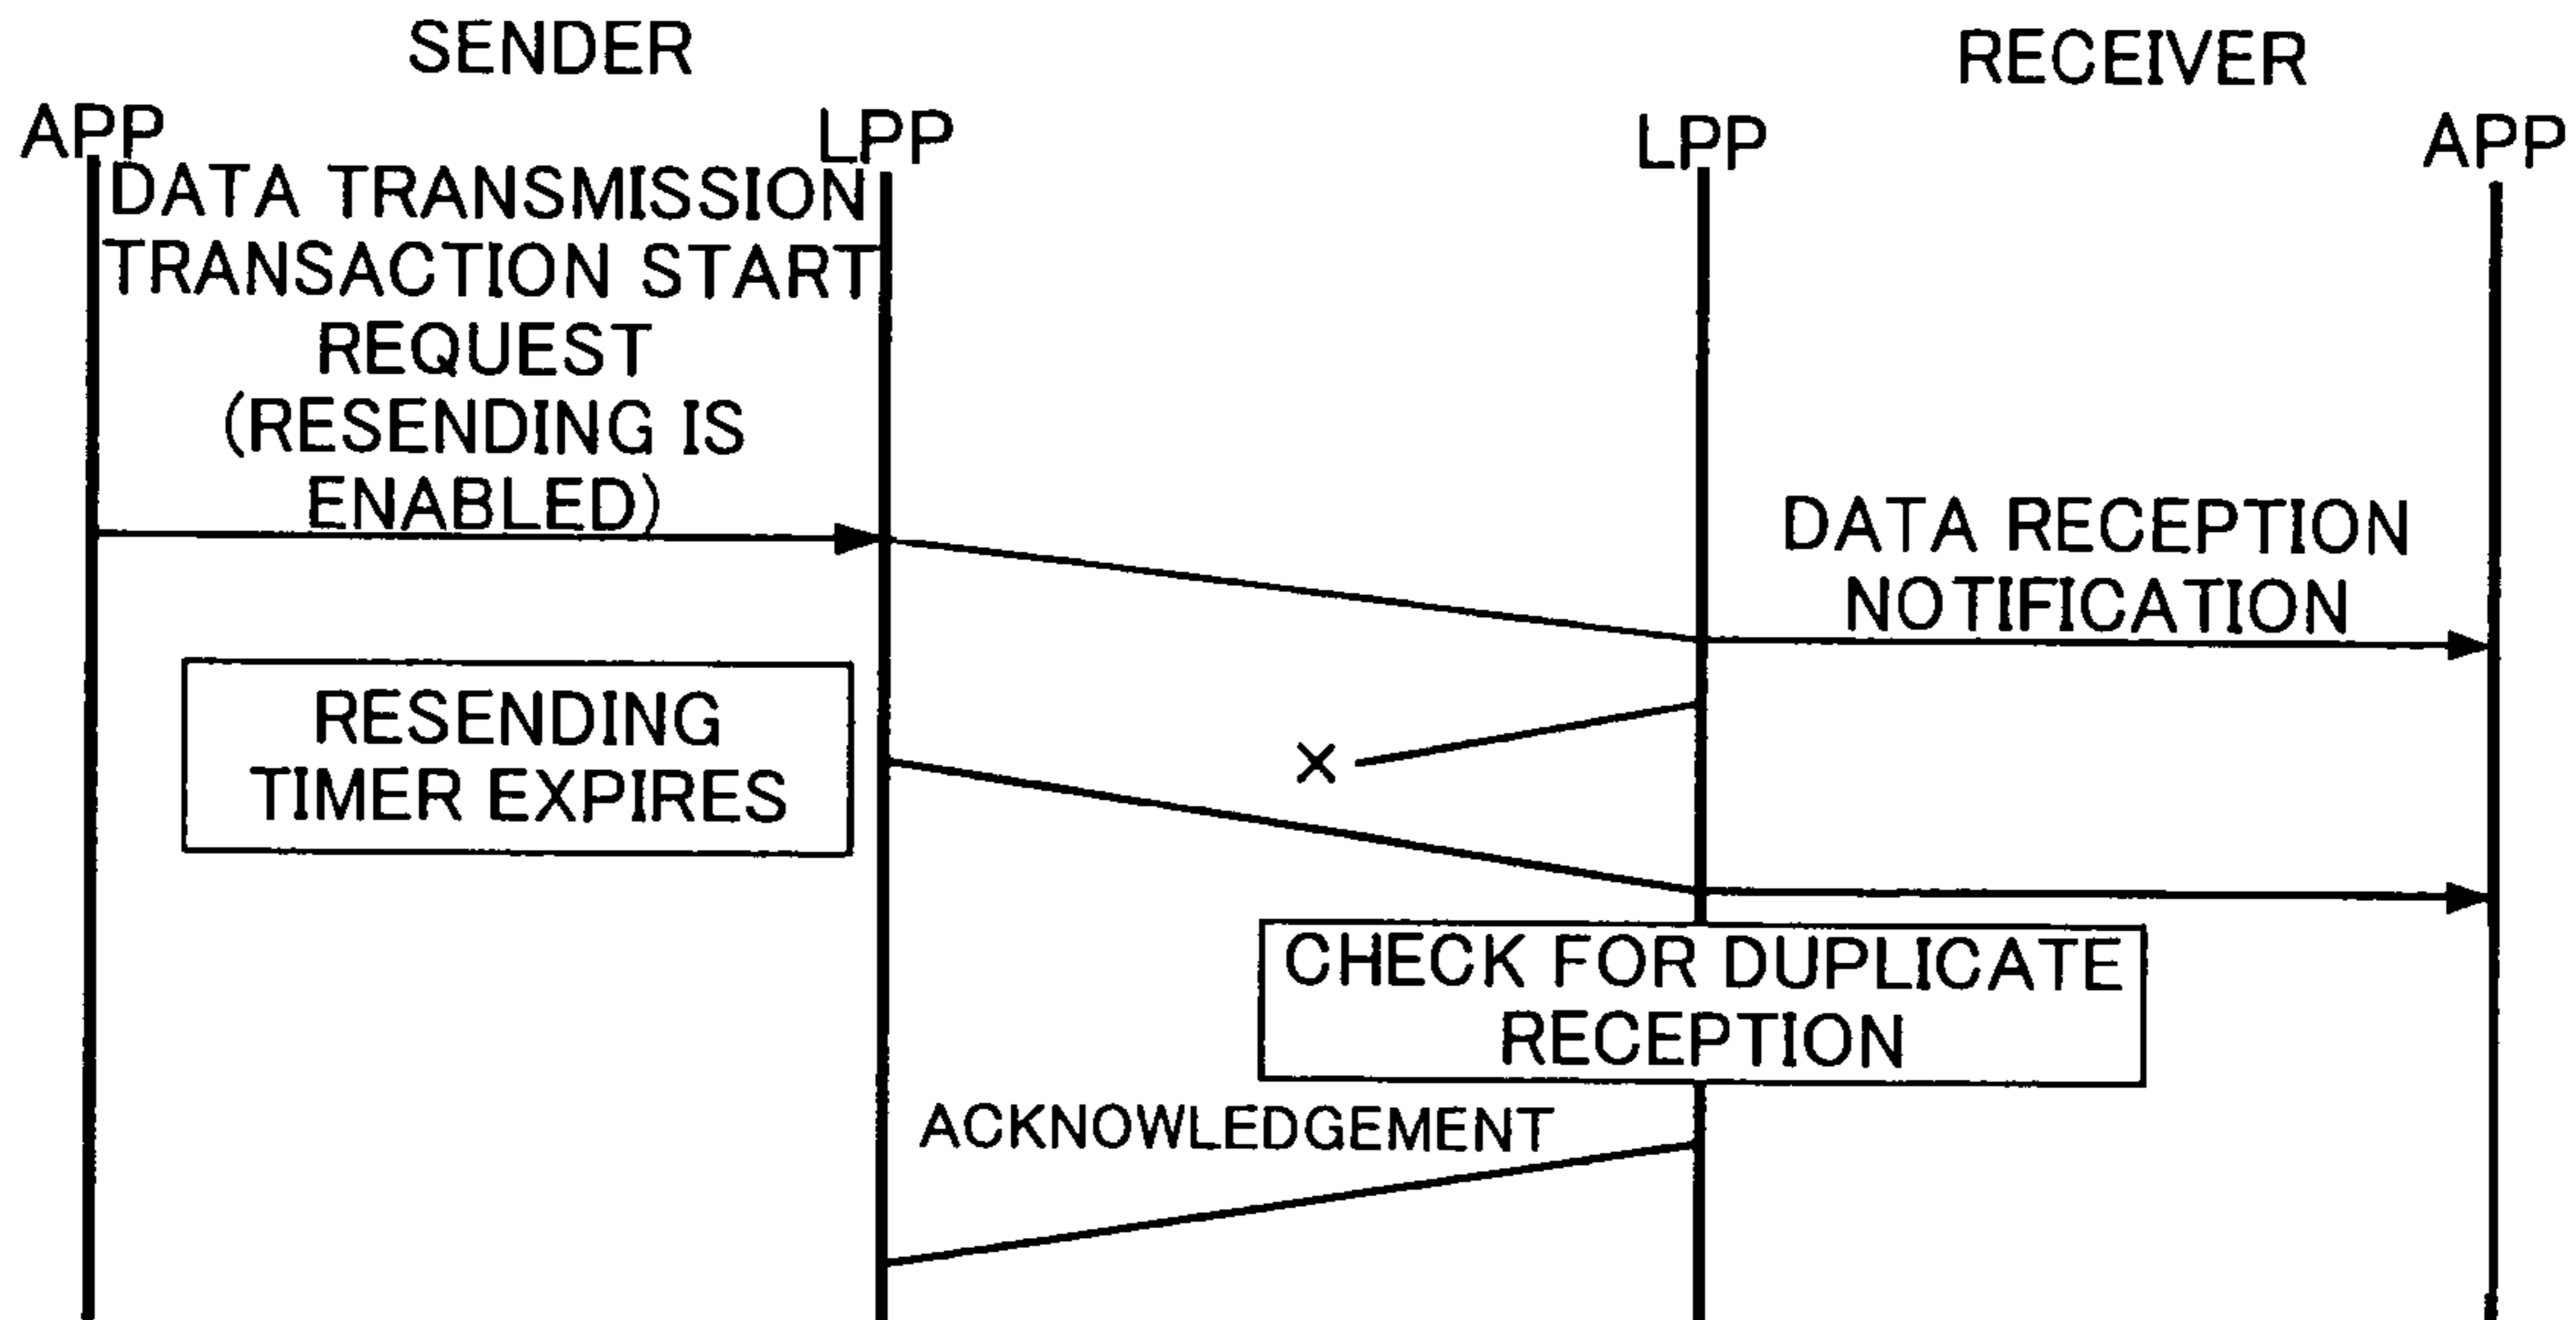 SENDER
RECEIVER
APP
LPP
LPP
APP
DATA TRANSMISSION
TRANSACTION START
REQUEST
(RESENDING IS
ENABLED)
DATA RECEPTION
NOTIFICATION
RESENDING
TIMER EXPIRES
×
CHECK FOR DUPLICATE
RECEPTION
ACKNOWLEDGEMENT